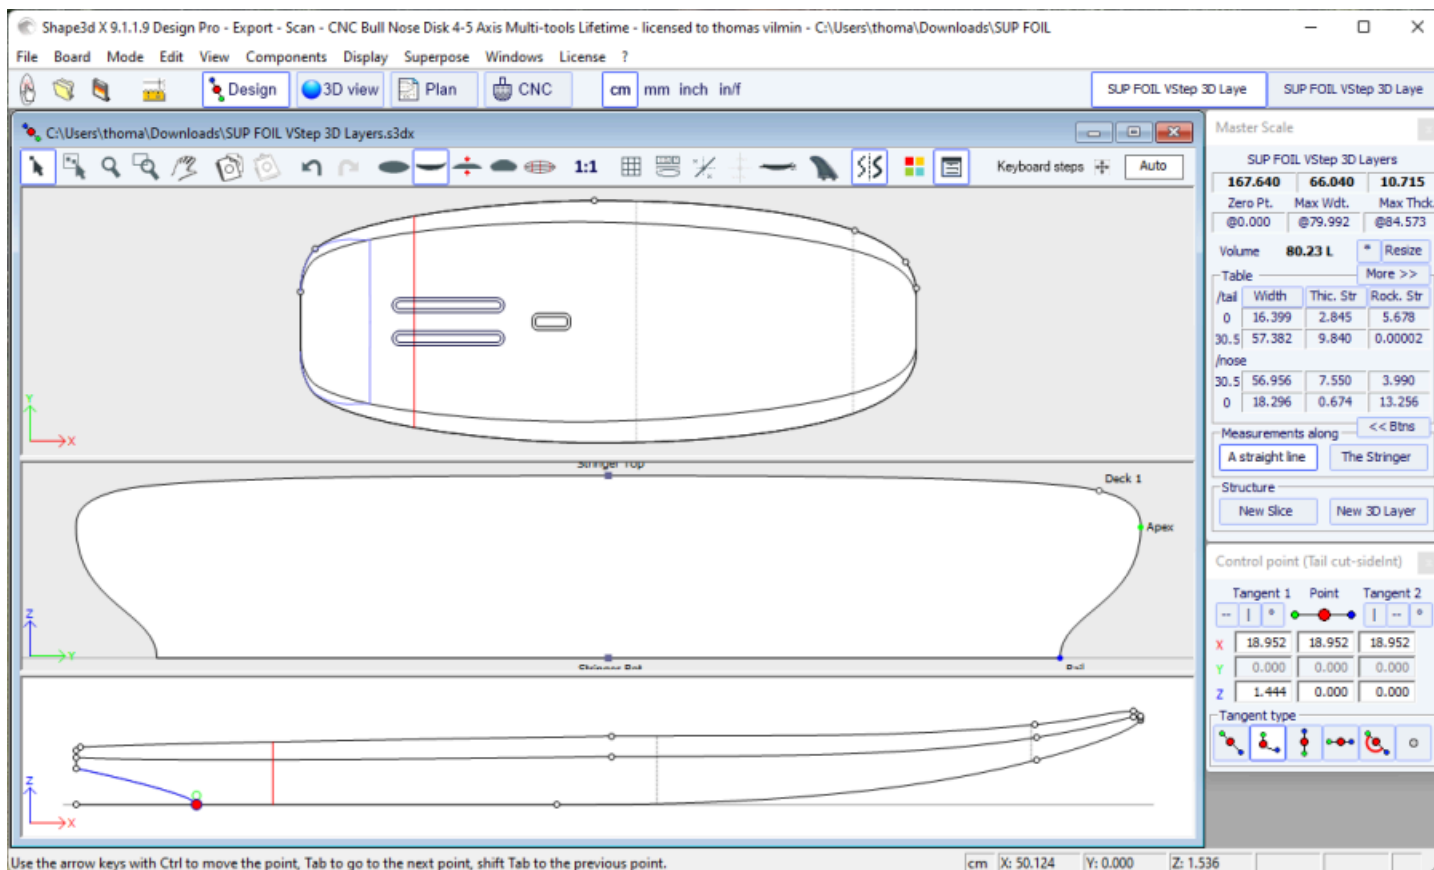 Shape3d X 9.1.1.9 Design Pro - Export - Scan - CNC Bull Nose Disk 4-5 Axis Multi-tools Lifetime - licensed to thomas vilmin - C:\Users\thoma\Downloads\SUP FOIL
File Board Mode Edit View Components Display Superpose Windows License ?
Design 3D view Plan CNC cm mm inch in/f SUP FOIL VStep 3D Laye SUP FOIL VStep 3D Laye
C:\Users\thoma\Downloads\SUP FOIL VStep 3D Layers.s3dx
1:1 Keyboard steps Auto
Y
X
Stringer Top
Deck 1
Apex
Z
Y
Stringer Bot
Rail
Z
X
Master Scale
SUP FOIL VStep 3D Layers
167.640 66.040 10.715
Zero Pt. Max Wdt. Max Thck.
@0.000 @79.992 @84.573
Volume 80.23 L * Resize
Table More >>
/tail Width Thic. Str Rock. Str
0 16.399 2.845 5.678
30.5 57.382 9.840 0.00002
/nose
30.5 56.956 7.550 3.990
0 18.296 0.674 13.256
Measurements along << Btns
A straight line The Stringer
Structure
New Slice New 3D Layer
Control point (Tail cut-sideInt)
Tangent 1 Point Tangent 2
-- | ° | -- °
X 18.952 18.952 18.952
Y 0.000 0.000 0.000
Z 1.444 0.000 0.000
Tangent type
Use the arrow keys with Ctrl to move the point, Tab to go to the next point, shift Tab to the previous point. cm X: 50.124 Y: 0.000 Z: 1.536